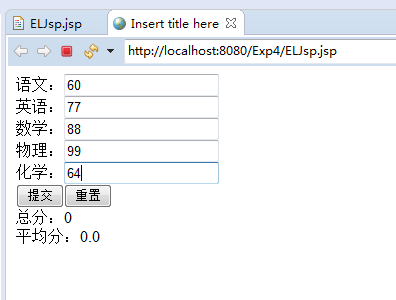 ELJsp.jsp Insert title here
http://localhost:8080/Exp4/ELJsp.jsp
语文：60
英语：77
数学：88
物理：99
化学：64
提交 重置
总分：0
平均分：0.0